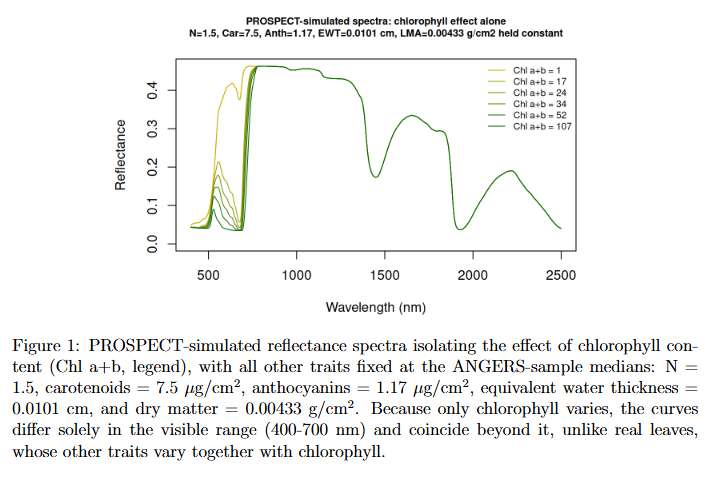 PROSPECT-simulated spectra: chlorophyll effect alone
N=1.5, Car=7.5, Anth=1.17, EWT=0.0101 cm, LMA=0.00433 g/cm2 held constant
Chl a+b = 1
Chl a+b = 17
Chl a+b = 24
Chl a+b = 34
Chl a+b = 52
Chl a+b = 107
Reflectance
0.4
0.3
0.2
0.1
0.0
500 1000 1500 2000 2500
Wavelength (nm)
Figure 1: PROSPECT-simulated reflectance spectra isolating the effect of chlorophyll con-
tent (Chl a+b, legend), with all other traits fixed at the ANGERS-sample medians: N =
1.5, carotenoids = 7.5 μg/cm², anthocyanins = 1.17 μg/cm², equivalent water thickness =
0.0101 cm, and dry matter = 0.00433 g/cm². Because only chlorophyll varies, the curves
differ solely in the visible range (400-700 nm) and coincide beyond it, unlike real leaves,
whose other traits vary together with chlorophyll.